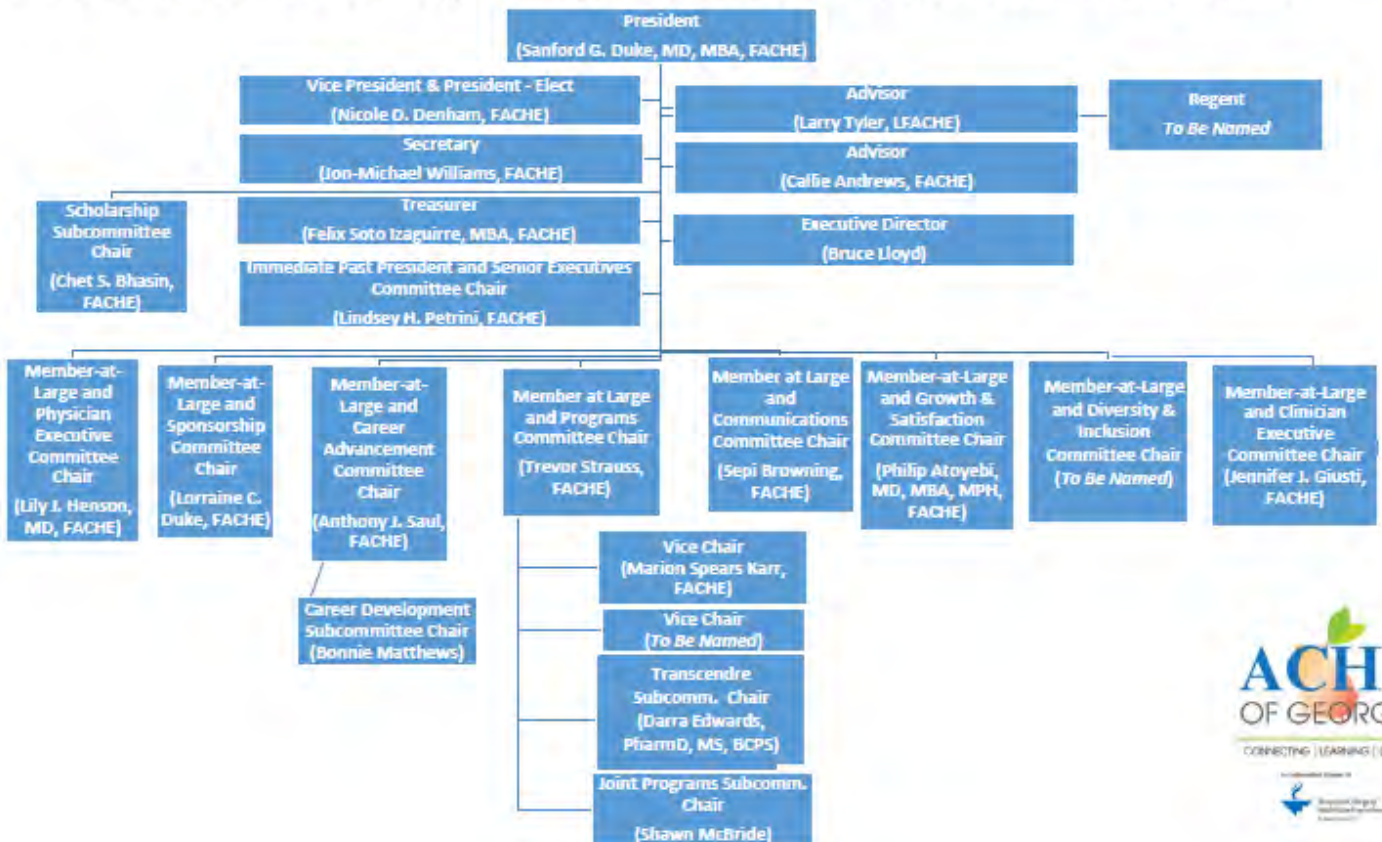 President
(Sanford G. Duke, MD, MBA, FACHE)
Vice President & President - Elect
(Nicole D. Denham, FACHE)
Advisor
(Larry Tyler, LFACHE)
Regent
To Be Named
Secretary
(Jon-Michael Williams, FACHE)
Advisor
(Callie Andrews, FACHE)
Scholarship
Subcommittee
Chair
(Chet S. Bhasin,
FACHE)
Treasurer
(Felix Soto Izaguirre, MBA, FACHE)
Executive Director
(Bruce Lloyd)
Immediate Past President and Senior Executives
Committee Chair
(Lindsey H. Petrini, FACHE)
Member-at-
Large and
Physician
Executive
Committee
Chair
(Lily J. Henson,
MD, FACHE)
Member-at-
Large and
Sponsorship
Committee
Chair
(Lorraine C.
Duke, FACHE)
Member-at-
Large and
Career
Advancement
Committee
Chair
(Anthony J. Saul,
FACHE)
Member at Large
and Programs
Committee Chair
(Trevor Strauss,
FACHE)
Member at Large
and
Communications
Committee Chair
(Sepi Browning,
FACHE)
Member-at-Large
and Growth &
Satisfaction
Committee Chair
(Philip Atoyebi,
MD, MBA, MPH,
FACHE)
Member-at-Large
and Diversity &
Inclusion
Committee Chair
(To Be Named)
Member-at-Large
and Clinician
Executive
Committee Chair
(Jennifer J. Giusti,
FACHE)
Career Development
Subcommittee Chair
(Bonnie Matthews)
Vice Chair
(Marion Spears Karr,
FACHE)
Vice Chair
(To Be Named)
Transcendre
Subcomm. Chair
(Darra Edwards,
PharmD, MS, BCPS)
Joint Programs Subcomm.
Chair
(Shawn McBride)
ACH
OF GEORG
CONNECTING | LEARNING |